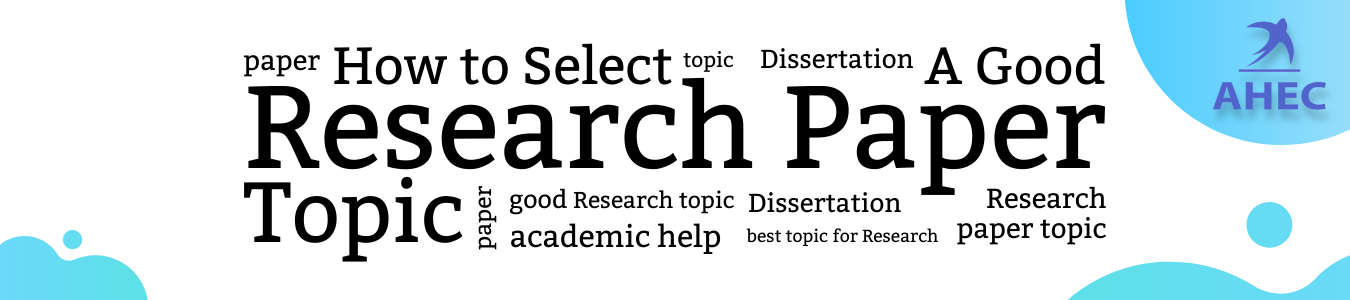 paper How to Select topic Dissertation A Good
Research Paper
Topic paper good Research topic Dissertation Research
academic help best topic for Research paper topic
AHEC